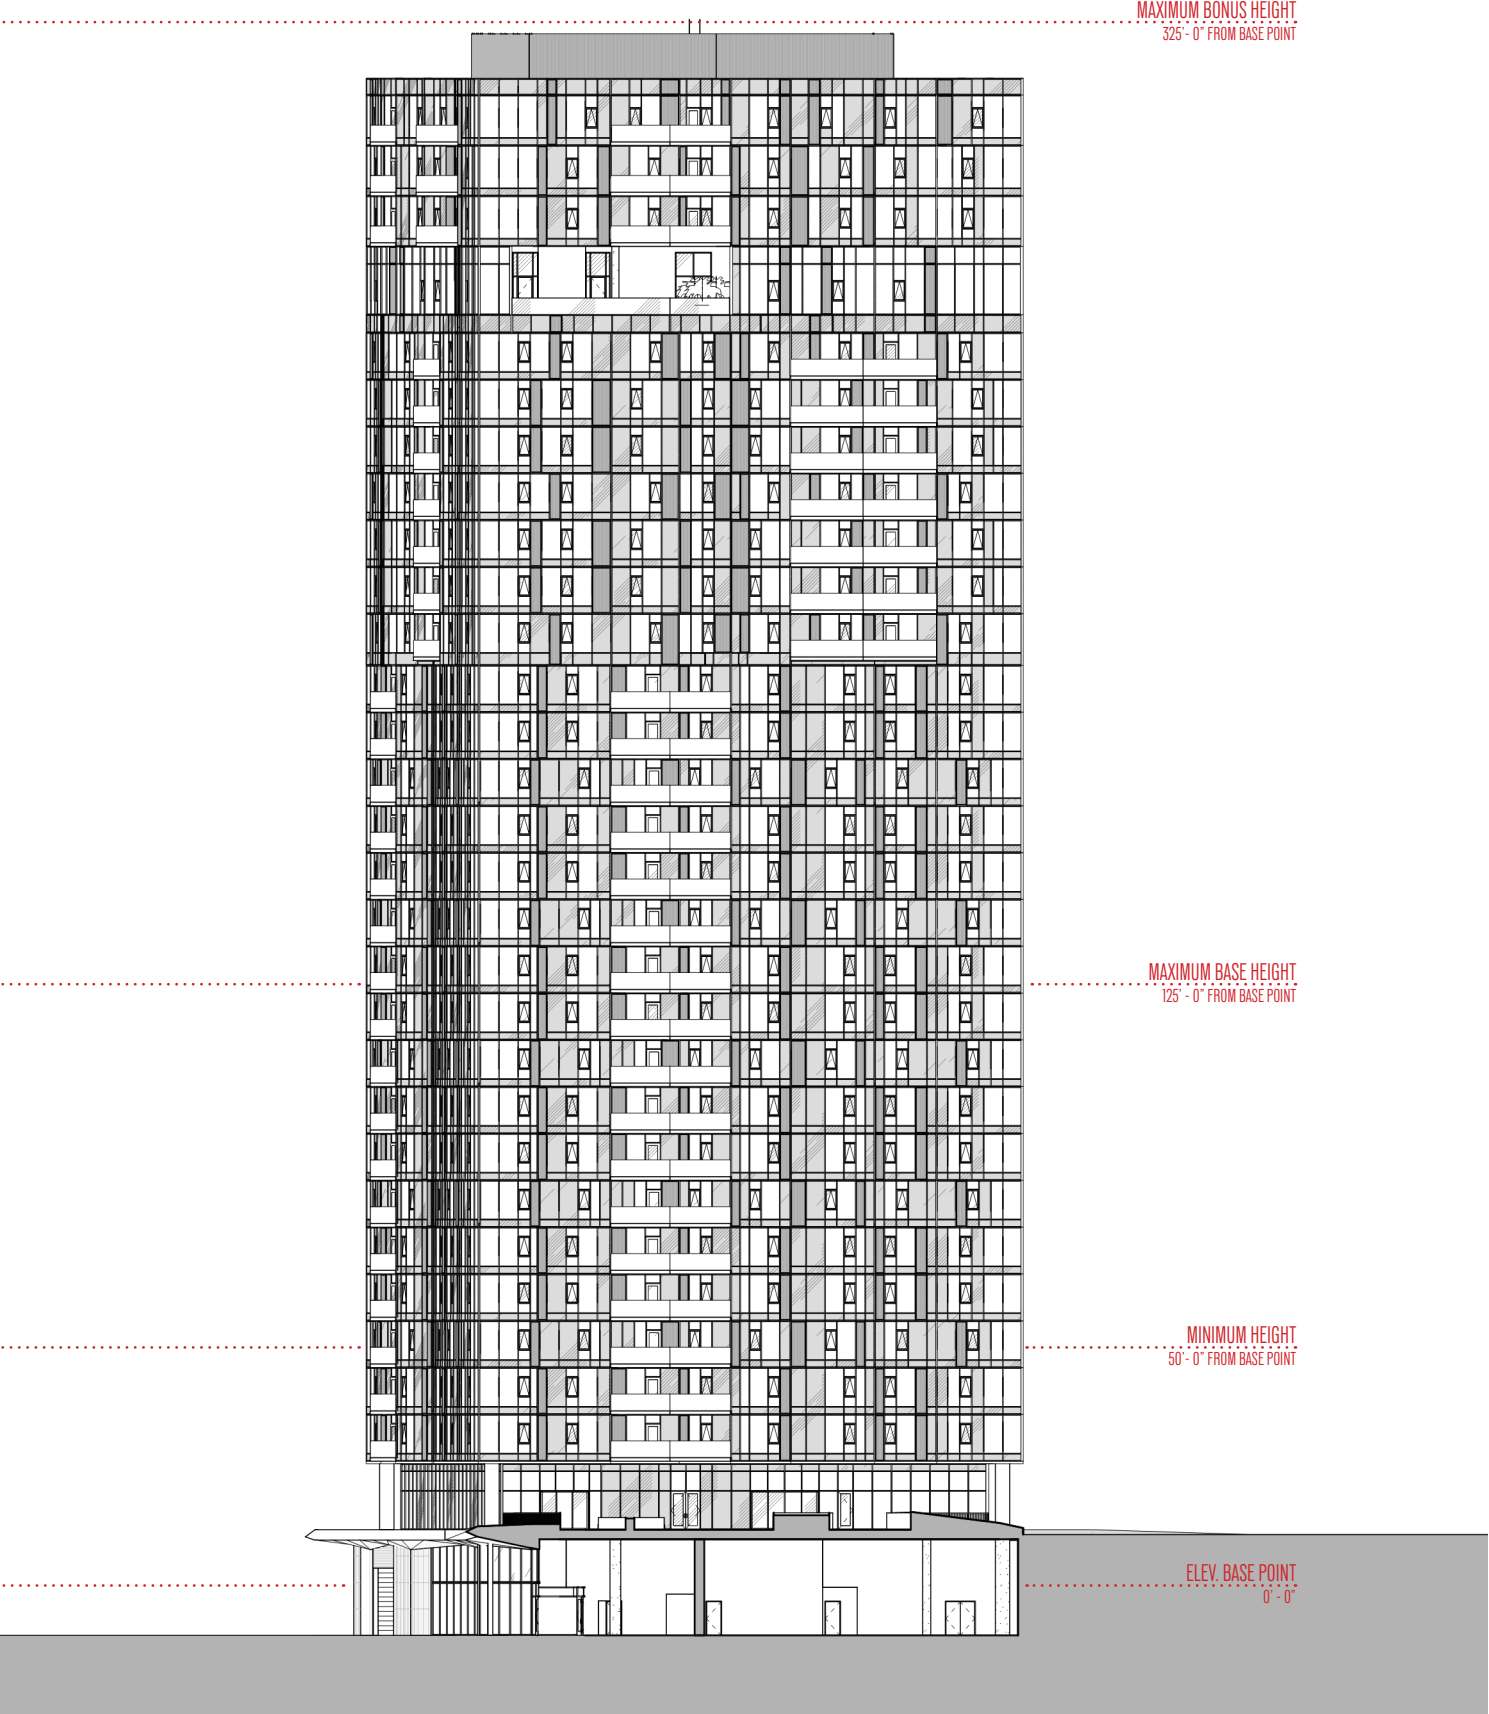 MAXIMUM BONUS HEIGHT
325'- 0" FROM BASE POINT
MAXIMUM BASE HEIGHT
125' - 0" FROM BASE POINT
MINIMUM HEIGHT
50'- 0" FROM BASE POINT
ELEV. BASE POINT
0' - 0"